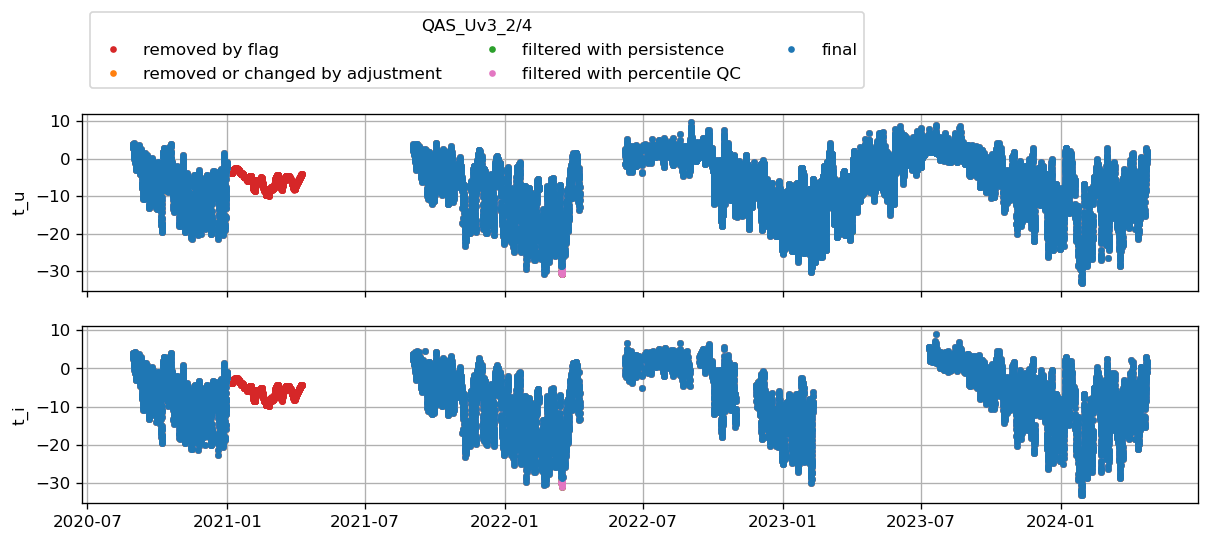 QAS_Uv3_2/4
removed by flag
removed or changed by adjustment
filtered with persistence
filtered with percentile QC
final
t_u
10
0
−10
−20
−30
t_i
10
0
−10
−20
−30
2020-07 2021-01 2021-07 2022-01 2022-07 2023-01 2023-07 2024-01